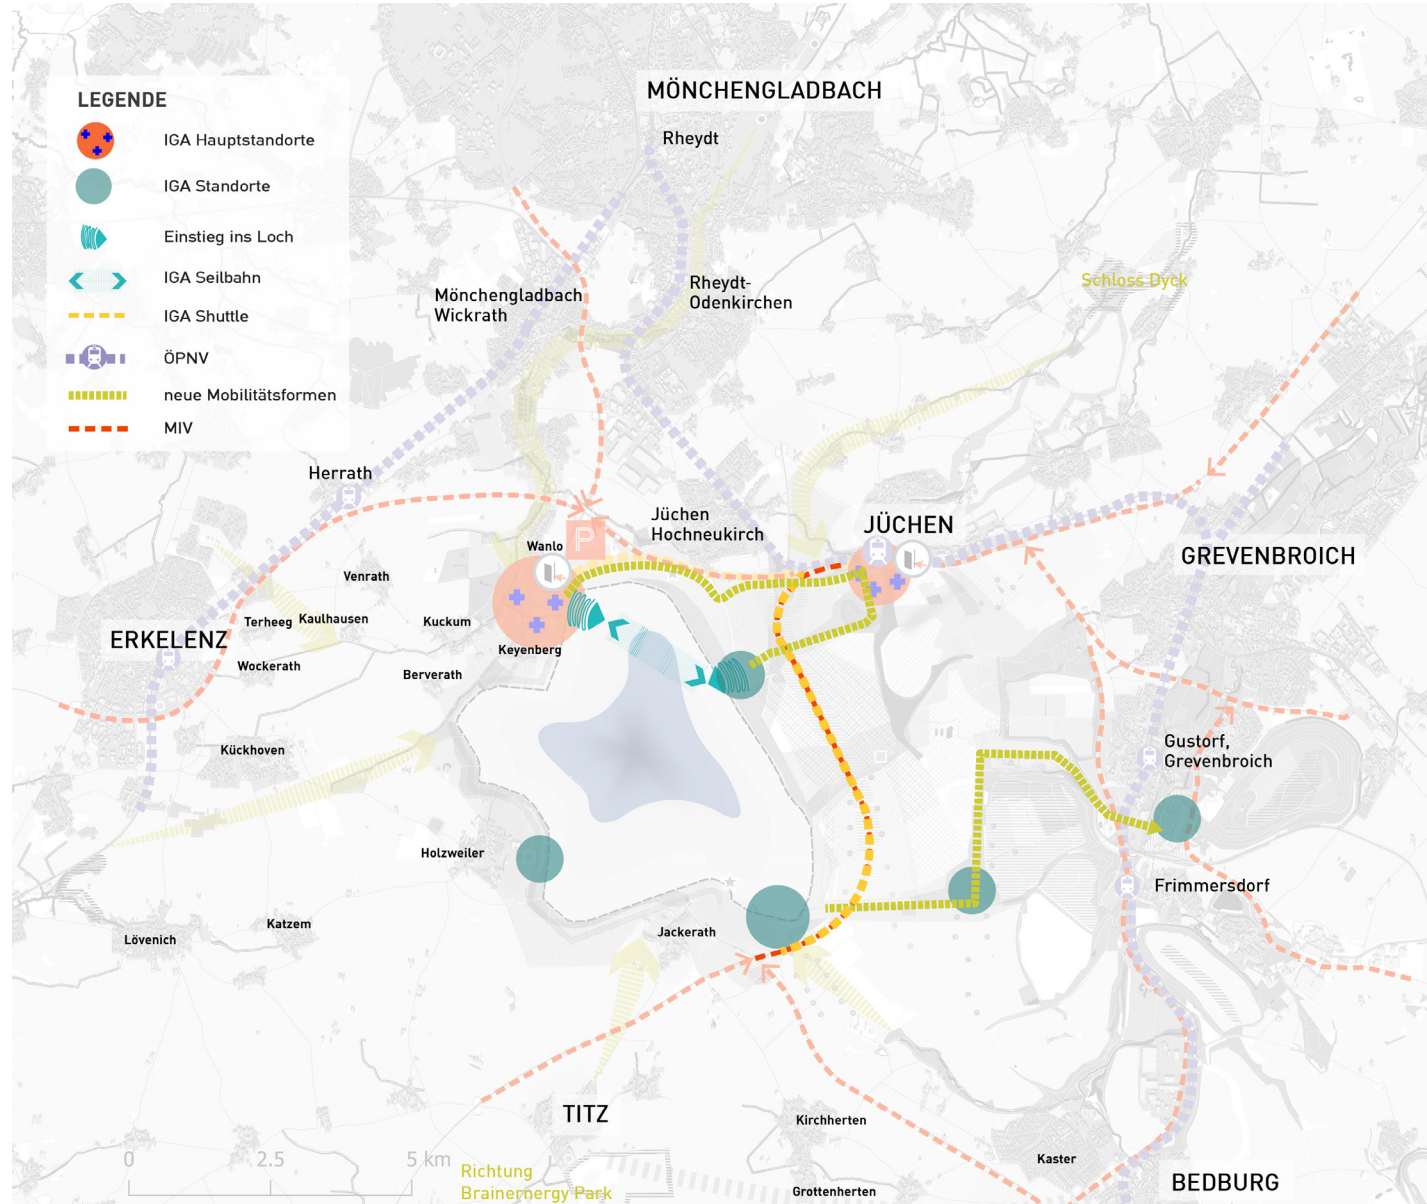 MÖNCHENGLADBACH
Rheydt
LEGENDE
IGA Hauptstandorte
IGA Standorte
Einstieg ins Loch
IGA Seilbahn
IGA Shuttle
ÖPNV
neue Mobilitätsformen
MIV
Mönchengladbach
Wickrath
Rheydt-
Odenkirchen
Schloss Dyck
Herrath
Jüchen
Hochneukirch
JÜCHEN
GREVENBROICH
P
Wanlo
Venrath
Terheeg
Kaulhausen
Kuckum
ERKELENZ
Wockerath
Keyenberg
Berverath
Kückhoven
Gustorf,
Grevenbroich
Holzweiler
Frimmersdorf
Katzem
Lövenich
Jackerath
TITZ
Kirchherten
Kaster
0
2.5
5 km
Richtung
Brainernergy Park
Grottenherten
BEDBURG